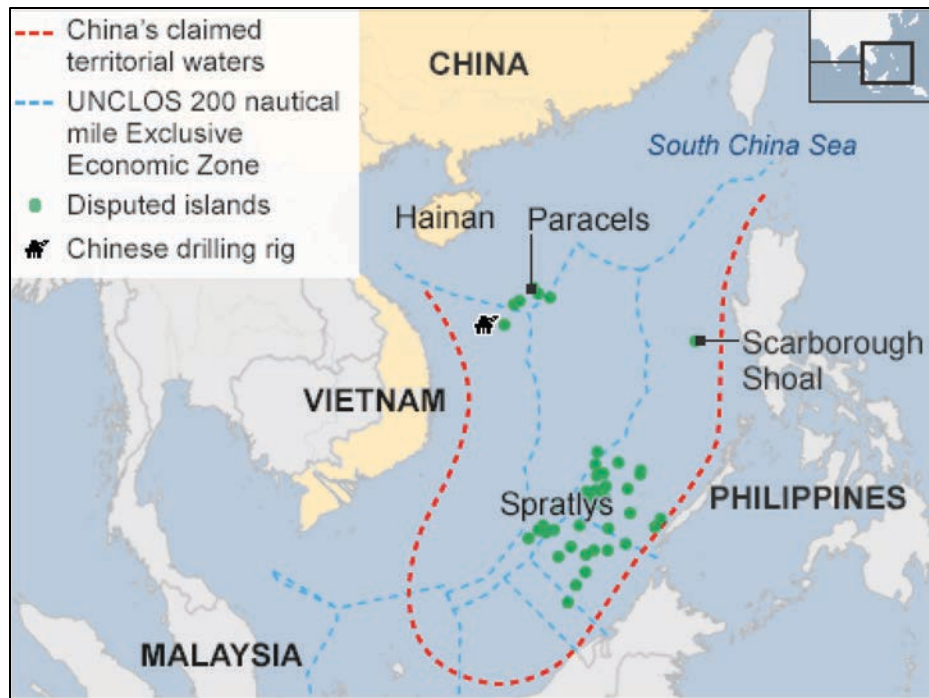 China's claimed
territorial waters
UNCLOS 200 nautical
mile Exclusive
Economic Zone
Disputed islands
Chinese drilling rig
CHINA
South China Sea
Hainan
Paracels
Scarborough
Shoal
VIETNAM
Spratlys
PHILIPPINES
MALAYSIA